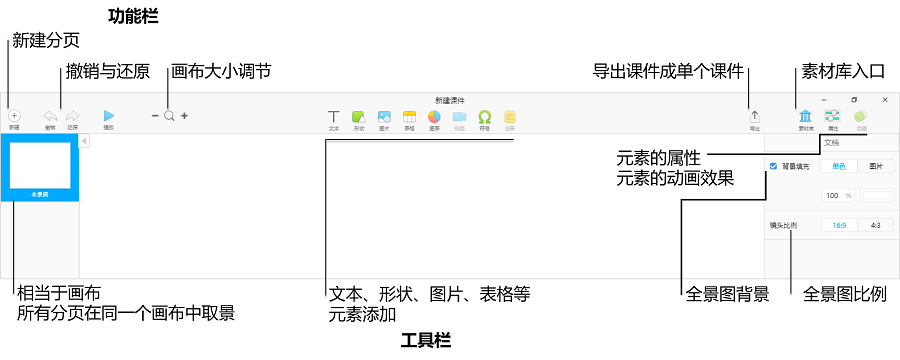 功能栏
新建分页
撤销与还原
画布大小调节
导出课件成单个课件
素材库入口
新建课件
新建
撤销
还原
播放
文本
形状
图片
表格
图表
视频
符号
注释
导出
素材库
属性
动画
全景图
文档
元素的属性
元素的动画效果
背景填充
单色
图片
100 %
镜头比例
16:9
4:3
相当于画布
所有分页在同一个画布中取景
文本、形状、图片、表格等
元素添加
全景图背景
全景图比例
工具栏